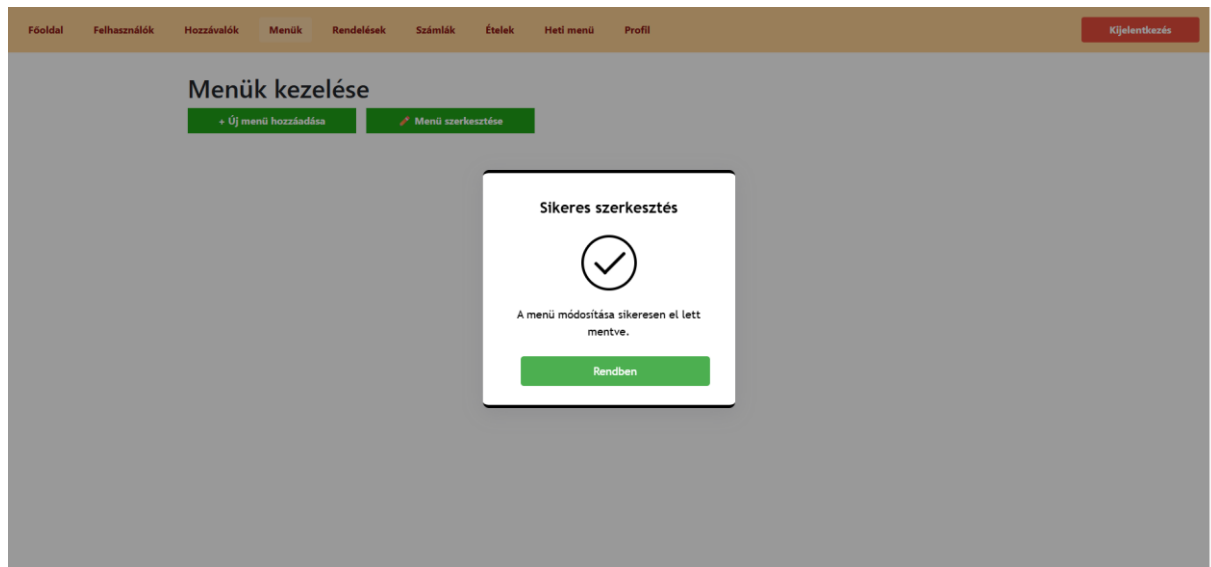 Főoldal Felhasználók Hozzávalók Menük Rendelések Számlák Ételek Heti menü Profil Kijelentkezés
Menük kezelése
+ Új menü hozzáadása Menü szerkesztése
Sikeres szerkesztés
A menü módosítása sikeresen el lett
mentve.
Rendben